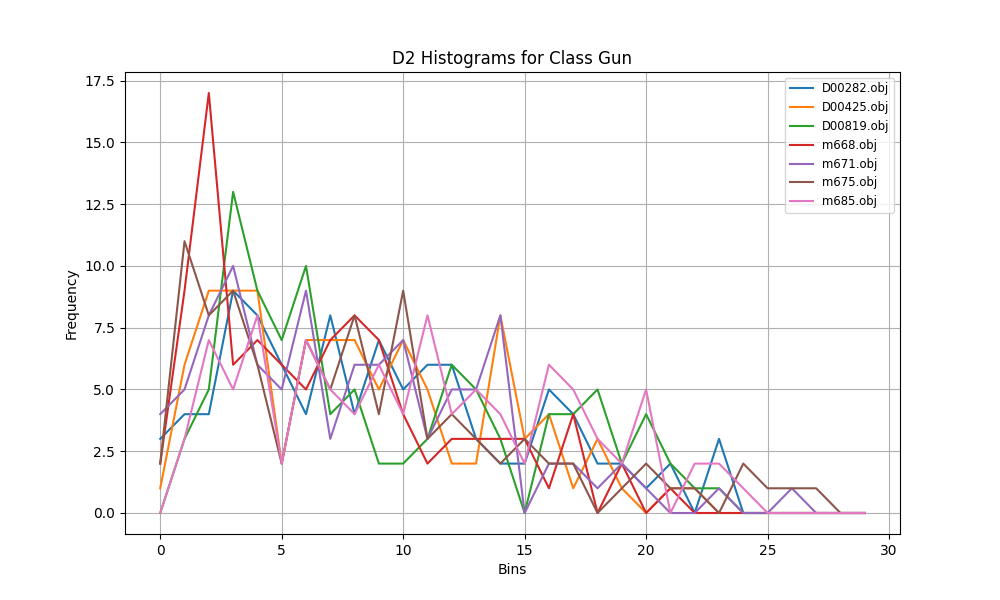 D2 Histograms for Class Gun
Frequency
17.5
15.0
12.5
10.0
7.5
5.0
2.5
0.0
D00282.obj
D00425.obj
D00819.obj
m668.obj
m671.obj
m675.obj
m685.obj
0 5 10 15 20 25 30
Bins